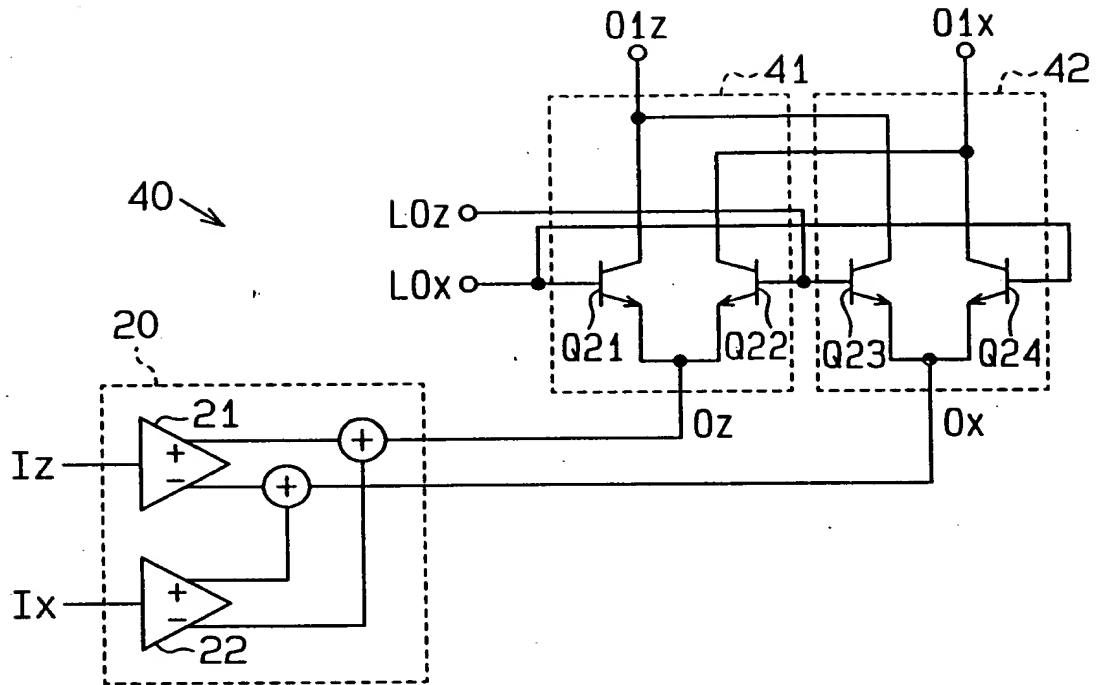 O1z
O1x
41
42
40
LOz
LOx
Q21
Q22
Q23
Q24
20
21
Oz
Ox
+
Iz
+
−
+
+
Ix
−
22